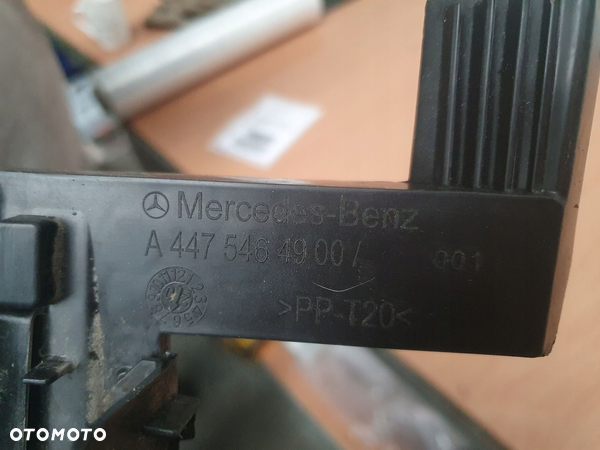 Mercedes-Benz
A 447 546 49 00 /
001
>PP-T20<
OTOMOTO